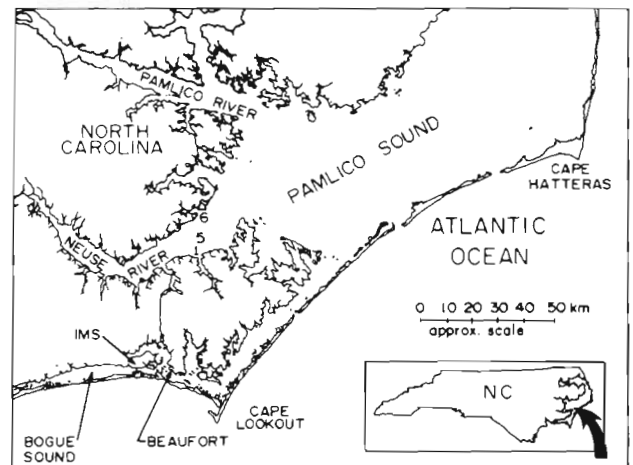 PAMLICO RIVER
NORTH
CAROLINA
PAMLICO SOUND
CAPE
HATTERAS
6
5
NEUSE
RIVER
ATLANTIC
OCEAN
0 10 20 30 40 50 km
approx. scale
IMS
NC
CAPE
LOOKOUT
BOGUE
SOUND
BEAUFORT